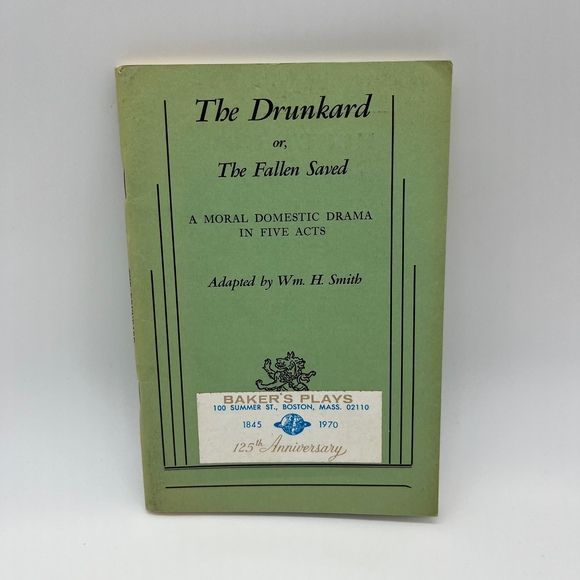 The Drunkard
or,
The Fallen Saved
A MORAL DOMESTIC DRAMA
IN FIVE ACTS
Adapted by Wm. H. Smith
BAKER'S PLAYS
100 SUMMER ST., BOSTON, MASS. 02110
1845 1970
125th Anniversary